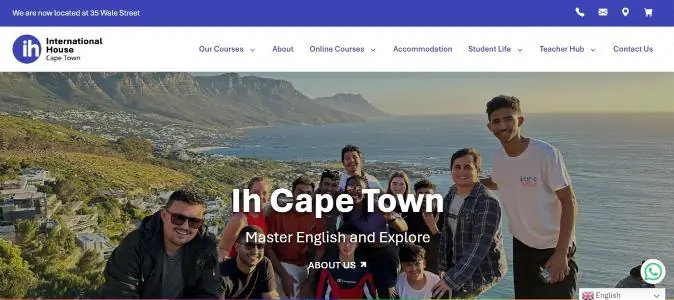 We are now located at 35 Wale Street
International
House
Cape Town
ih
Our Courses
About
Online Courses
Accommodation
Student Life
Teacher Hub
Contact Us
Ih Cape Town
Master English and Explore
ABOUT US
English